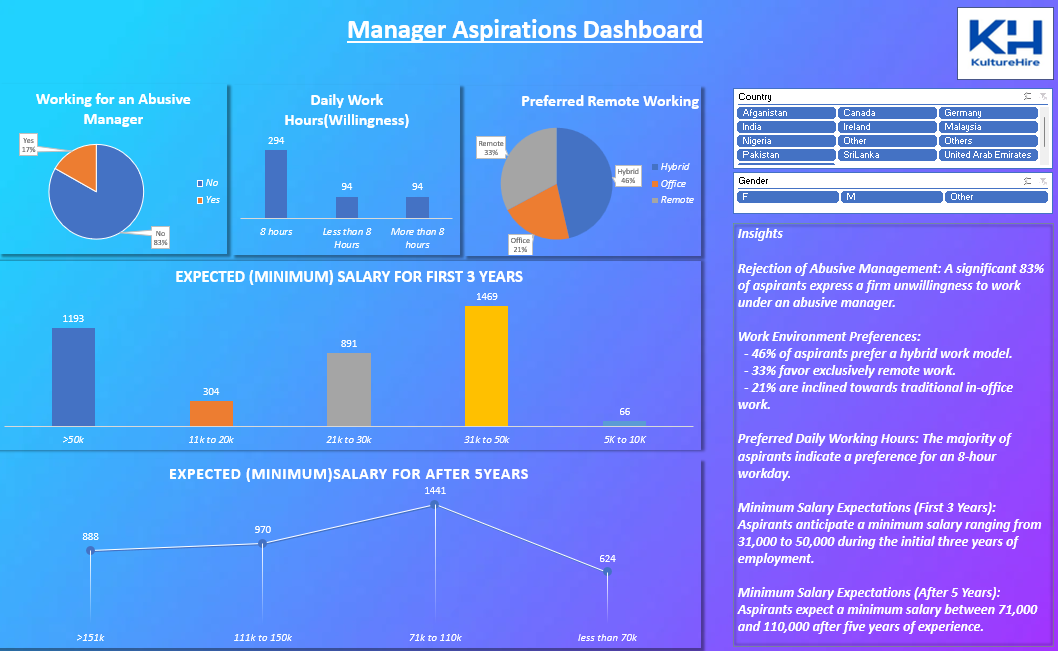 Manager Aspirations Dashboard
KH
KultureHire
Working for an Abusive
Manager
Yes
17%
No
83%
No
Yes
Daily Work
Hours(Willingness)
294
94
94
8 hours
Less than 8
Hours
More than 8
hours
Preferred Remote Working
Remote
33%
Hybrid
46%
Office
21%
Hybrid
Office
Remote
Country
Afganistan
Canada
Germany
India
Ireland
Malaysia
Nigeria
Other
Others
Pakistan
SriLanka
United Arab Emirates
Gender
F
M
Other
EXPECTED (MINIMUM) SALARY FOR FIRST 3 YEARS
1193
304
891
1469
66
>50k
11k to 20k
21k to 30k
31k to 50k
5K to 10K
EXPECTED (MINIMUM)SALARY FOR AFTER 5YEARS
888
970
1441
624
>151k
111k to 150k
71k to 110k
less than 70k
Insights
Rejection of Abusive Management: A significant 83%
of aspirants express a firm unwillingness to work
under an abusive manager.
Work Environment Preferences:
- 46% of aspirants prefer a hybrid work model.
- 33% favor exclusively remote work.
- 21% are inclined towards traditional in-office
work.
Preferred Daily Working Hours: The majority of
aspirants indicate a preference for an 8-hour
workday.
Minimum Salary Expectations (First 3 Years):
Aspirants anticipate a minimum salary ranging from
31,000 to 50,000 during the initial three years of
employment.
Minimum Salary Expectations (After 5 Years):
Aspirants expect a minimum salary between 71,000
and 110,000 after five years of experience.